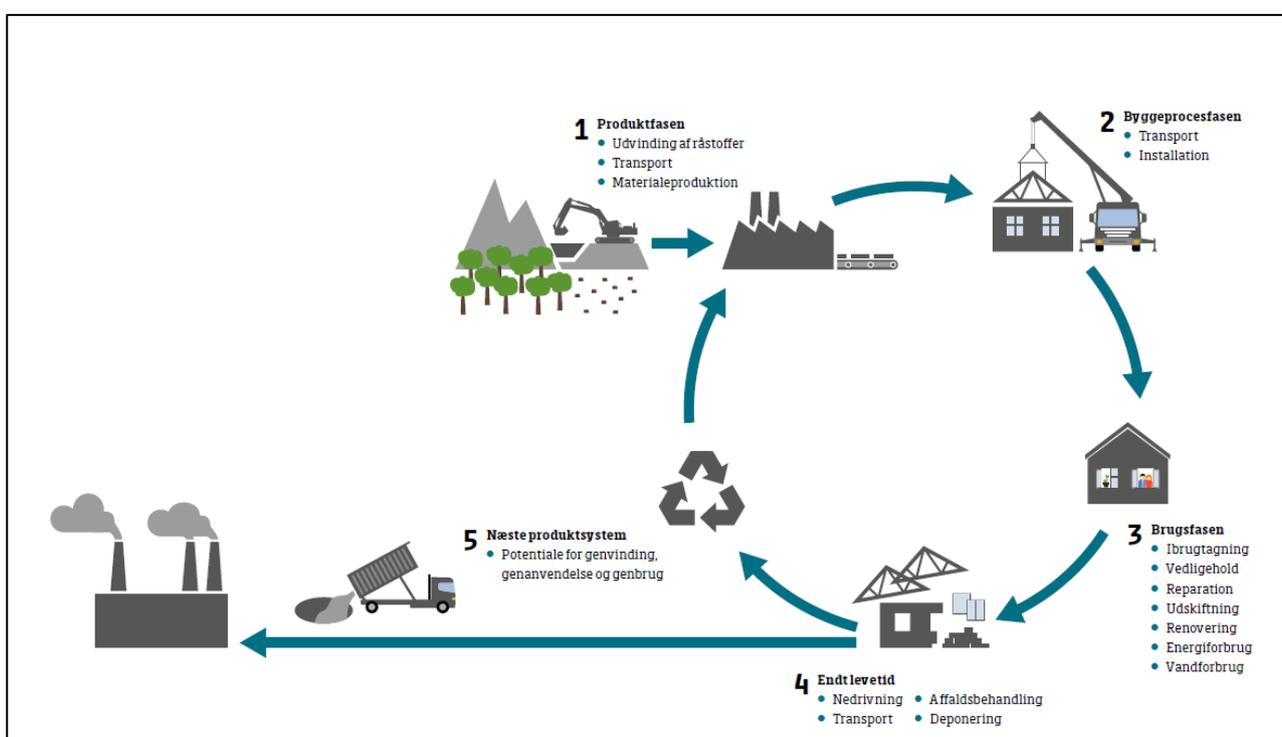 1 Produktfasen
• Udvinding af råstoffer
• Transport
• Materialeproduktion
2 Byggeprocesfasen
• Transport
• Installation
3 Brugsfasen
• Ibrugtagning
• Vedligehold
• Reparation
• Udskiftning
• Renovering
• Energiforbrug
• Vandforbrug
4 Endt levetid
• Nedrivning • Affaldsbehandling
• Transport • Deponering
5 Næste produktsystem
• Potentiale for genvinding,
genanvendelse og genbrug